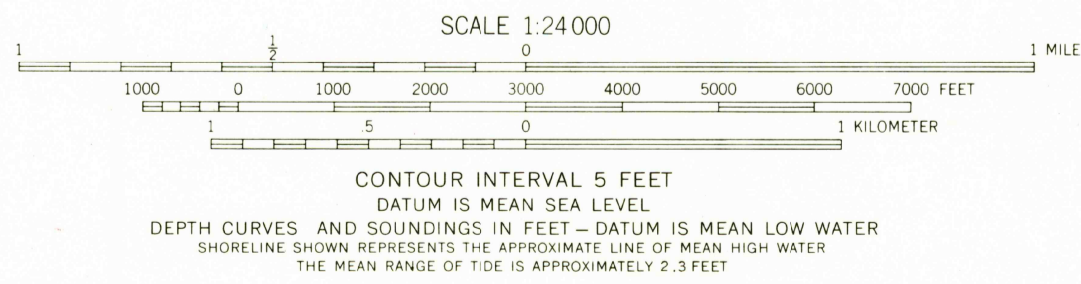 SCALE 1:24 000
1 ½ 0 1 MILE
1000 0 1000 2000 3000 4000 5000 6000 7000 FEET
1 .5 0 1 KILOMETER
CONTOUR INTERVAL 5 FEET
DATUM IS MEAN SEA LEVEL
DEPTH CURVES AND SOUNDINGS IN FEET — DATUM IS MEAN LOW WATER
SHORELINE SHOWN REPRESENTS THE APPROXIMATE LINE OF MEAN HIGH WATER
THE MEAN RANGE OF TIDE IS APPROXIMATELY 2.3 FEET